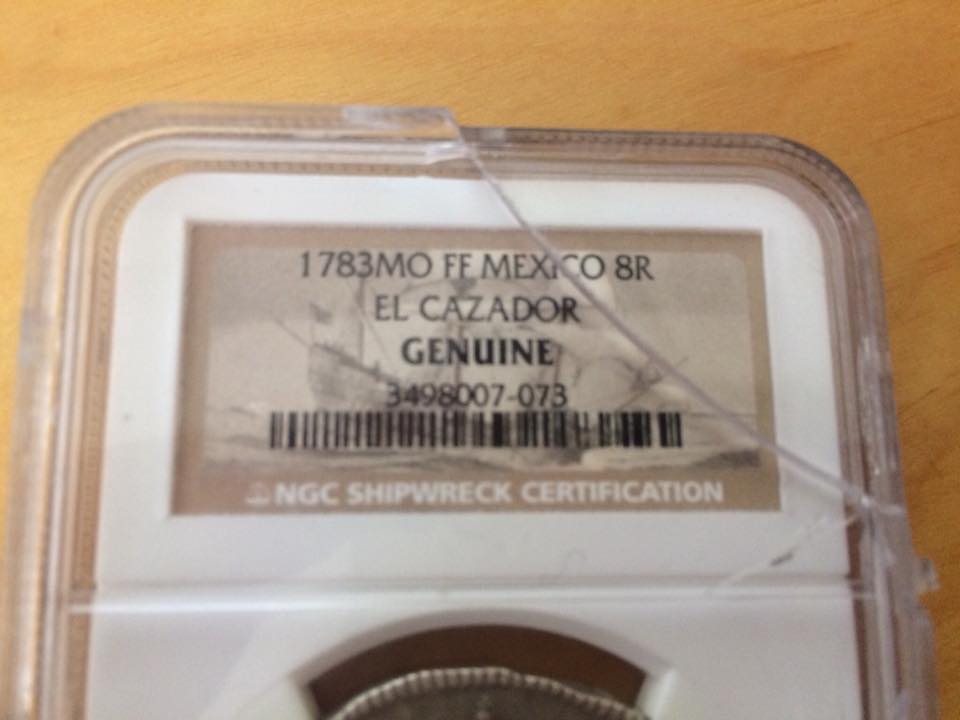 1783MO FF MEXICO 8R
EL CAZADOR
GENUINE
3498007-073
NGC SHIPWRECK CERTIFICATION